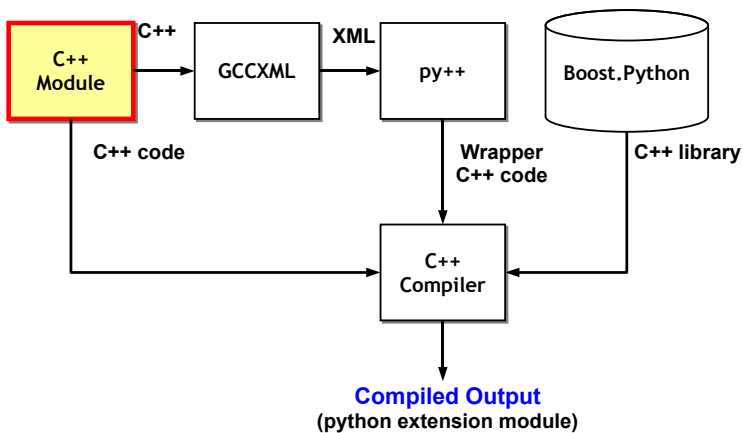 C++
XML
C++
Module
GCCXML
py++
Boost.Python
C++ code
Wrapper
C++ code
C++ library
C++
Compiler
Compiled Output
(python extension module)